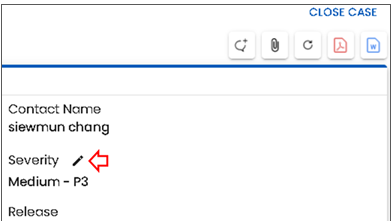 CLOSE CASE
Contact Name
siewmun chang
Severity
Medium - P3
Release